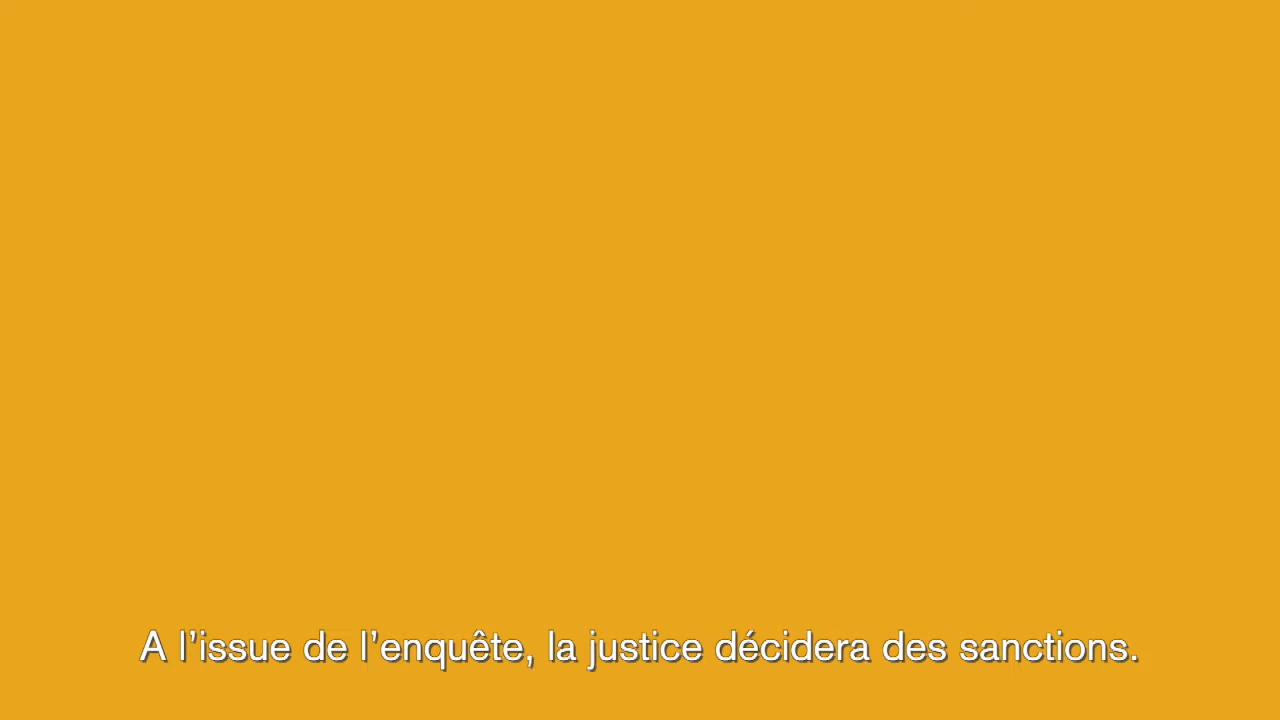 A l’issue de l’enquête, la justice décidera des sanctions.